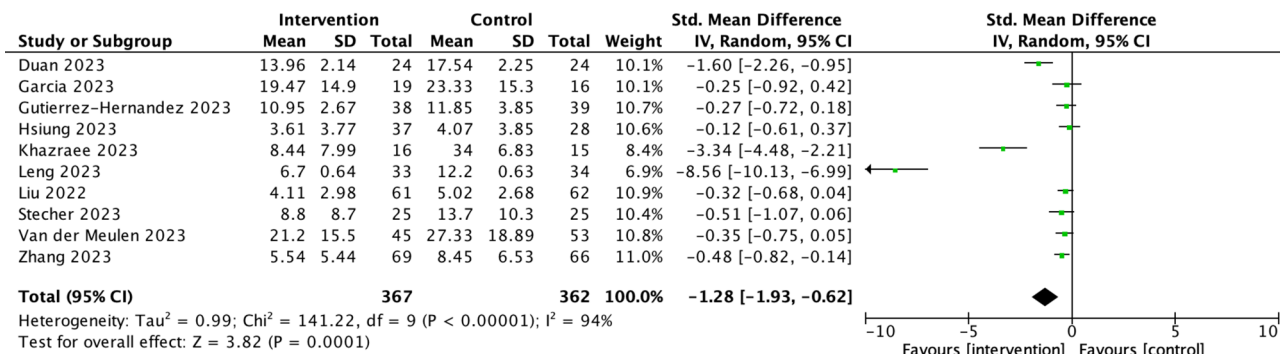 Intervention Control Std. Mean Difference Std. Mean Difference
Study or Subgroup Mean SD Total Mean SD Total Weight IV, Random, 95% CI IV, Random, 95% CI
Duan 2023 13.96 2.14 24 17.54 2.25 24 10.1% -1.60 [-2.26, -0.95]
Garcia 2023 19.47 14.9 19 23.33 15.3 16 10.1% -0.25 [-0.92, 0.42]
Gutierrez-Hernandez 2023 10.95 2.67 38 11.85 3.85 39 10.7% -0.27 [-0.72, 0.18]
Hsiung 2023 3.61 3.77 37 4.07 3.85 28 10.6% -0.12 [-0.61, 0.37]
Khazraee 2023 8.44 7.99 16 34 6.83 15 8.4% -3.34 [-4.48, -2.21]
Leng 2023 6.7 0.64 33 12.2 0.63 34 6.9% -8.56 [-10.13, -6.99]
Liu 2022 4.11 2.98 61 5.02 2.68 62 10.9% -0.32 [-0.68, 0.04]
Stecher 2023 8.8 8.7 25 13.7 10.3 25 10.4% -0.51 [-1.07, 0.06]
Van der Meulen 2023 21.2 15.5 45 27.33 18.89 53 10.8% -0.35 [-0.75, 0.05]
Zhang 2023 5.54 5.44 69 8.45 6.53 66 11.0% -0.48 [-0.82, -0.14]
Total (95% CI) 367 362 100.0% -1.28 [-1.93, -0.62]
Heterogeneity: Tau² = 0.99; Chi² = 141.22, df = 9 (P < 0.00001); I² = 94%
Test for overall effect: Z = 3.82 (P = 0.0001)
-10 -5 0 5 10
Favours [intervention] Favours [control]